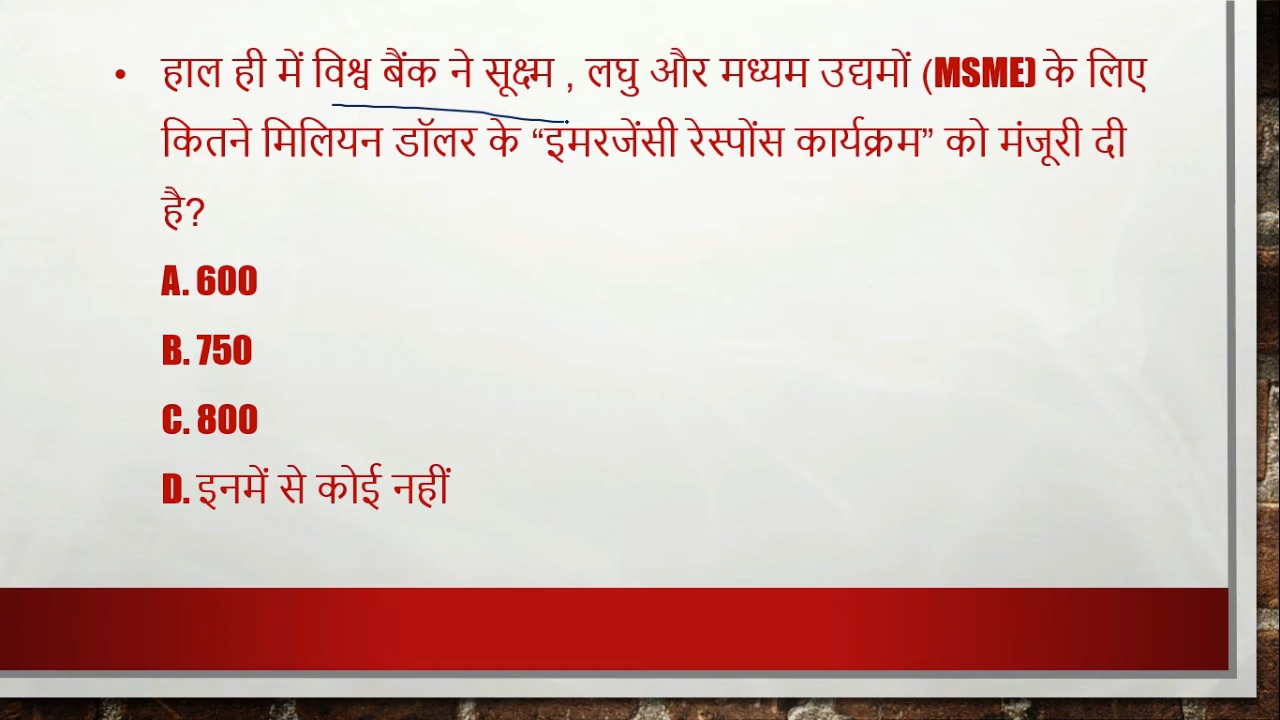 • हाल ही में विश्व बैंक ने सूक्ष्म , लघु और मध्यम उद्यमों (MSME) के लिए
कितने मिलियन डॉलर के “इमरजेंसी रेस्पोंस कार्यक्रम” को मंजूरी दी
है?
A. 600
B. 750
C. 800
D. इनमें से कोई नहीं